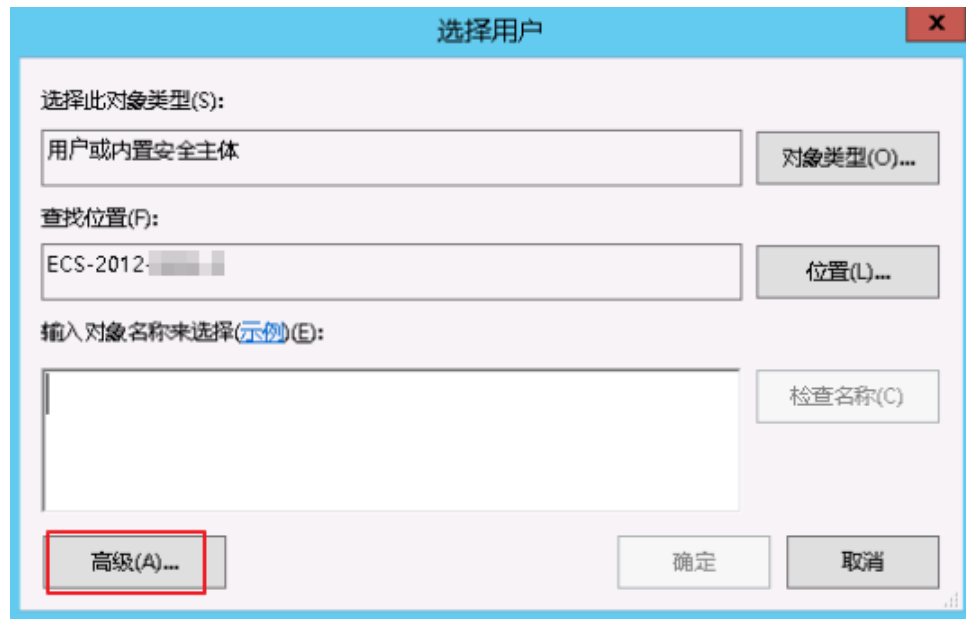 选择用户
x
选择此对象类型(S):
用户或内置安全主体
对象类型(O)...
查找位置(F):
ECS-2012-
位置(L)...
输入对象名称来选择(示例)(E):
检查名称(C)
高级(A)...
确定
取消